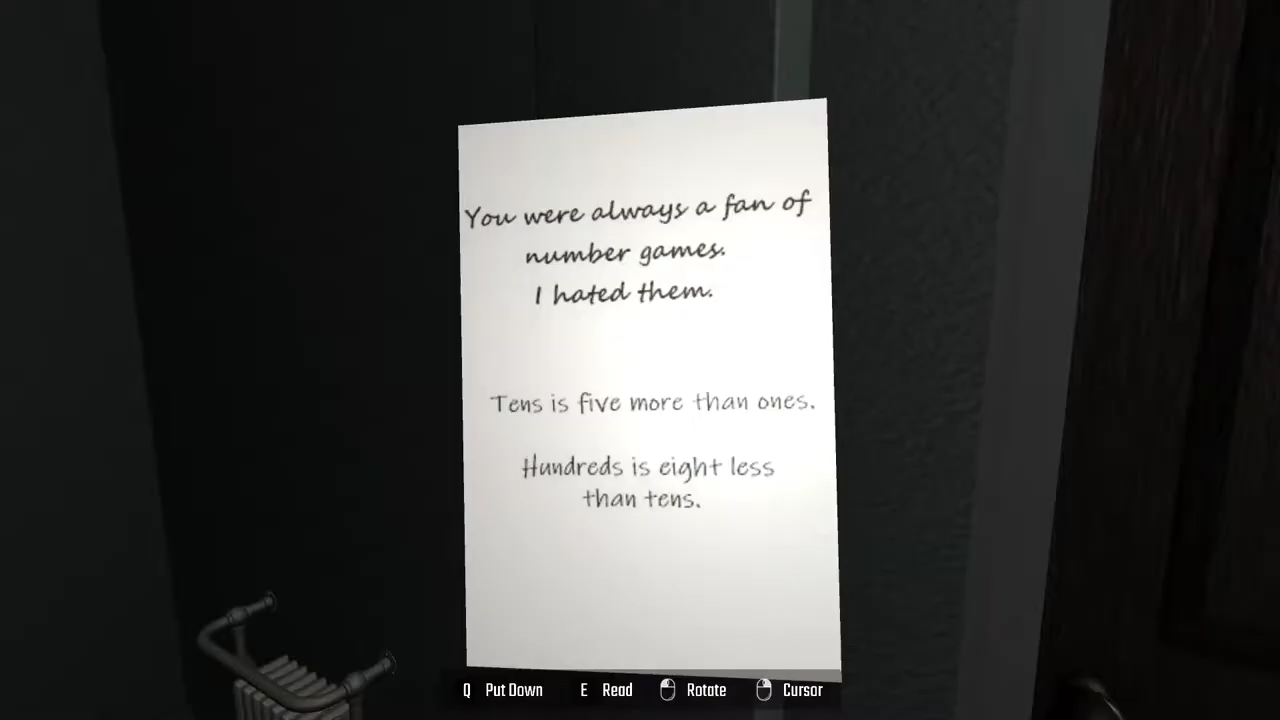 You were always a fan of
number games.
I hated them.
Tens is five more than ones.
Hundreds is eight less
than tens.
Q Put Down E Read Rotate Cursor